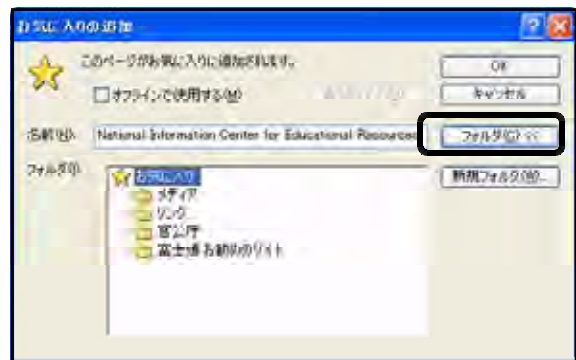 お気に入りの追加
このページがお気に入りに追加されます。
OK
オフラインで使用する(M)
キャンセル
名前(N):
National Information Center for Educational Resources
フォルダ(C) <<
フォルダ(I):
新規フォルダ(W)...
お気に入り
メディア
リンク
官公庁
富士通 お勧めのサイト